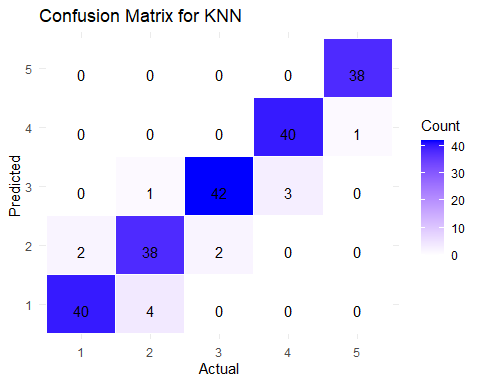 Confusion Matrix for KNN
5 0 0 0 0 38
4 0 0 0 40 1
3 0 1 42 3 0
2 2 38 2 0 0
1 40 4 0 0 0
1 2 3 4 5
Actual
Predicted
Count
40
30
20
10
0